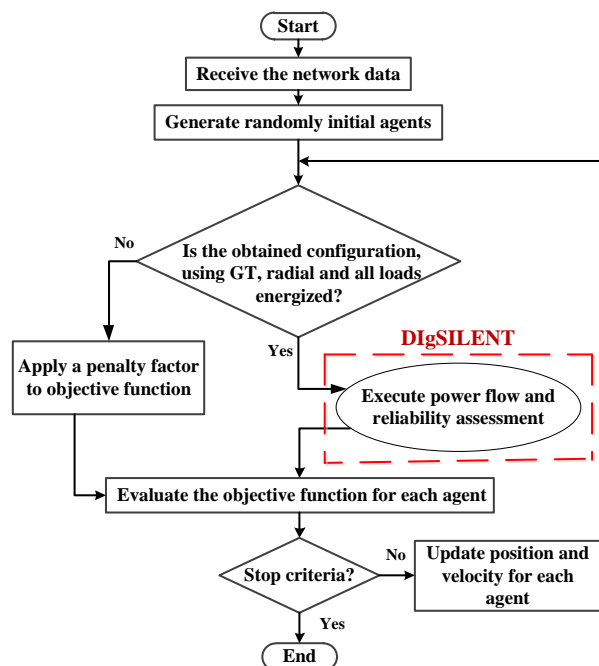 Start
Receive the network data
Generate randomly initial agents
No
Is the obtained configuration,
using GT, radial and all loads
energized?
Yes
DIgSILENT
Apply a penalty factor
to objective function
Execute power flow and
reliability assessment
Evaluate the objective function for each agent
Stop criteria?
No
Update position and
velocity for each
agent
Yes
End